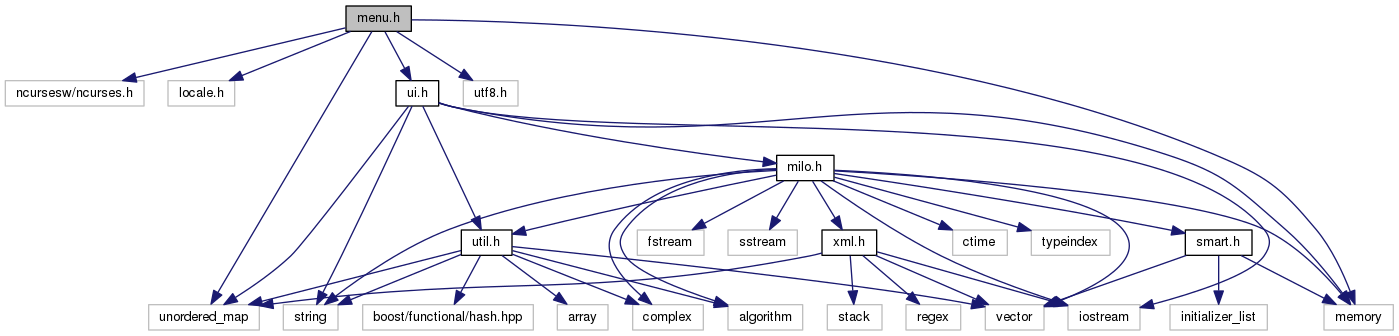 menu.h
ncursesw/ncurses.h
locale.h
ui.h
utf8.h
milo.h
util.h
fstream
sstream
xml.h
ctime
typeindex
smart.h
unordered_map
string
boost/functional/hash.hpp
array
complex
algorithm
stack
regex
vector
iostream
initializer_list
memory